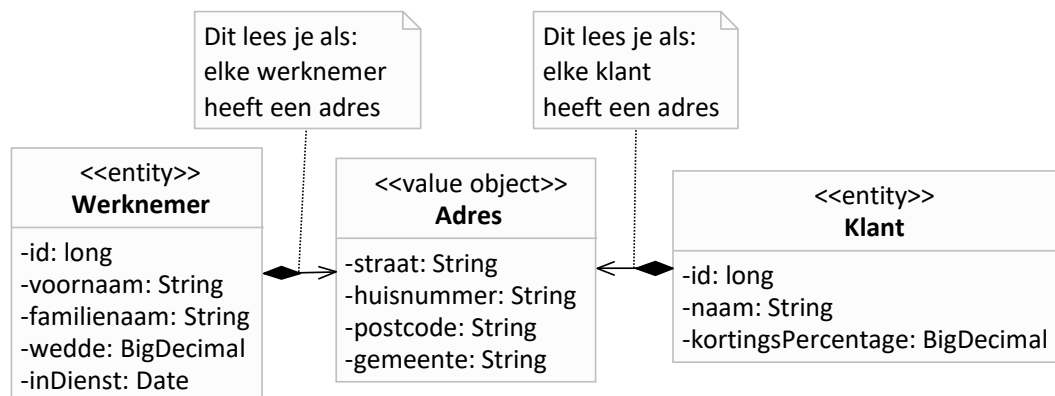 Dit lees je als:
elke werknemer
heeft een adres
Dit lees je als:
elke klant
heeft een adres
<<entity>>
Werknemer
-id: long
-voornaam: String
-familienaam: String
-wedde: BigDecimal
-inDienst: Date
<<value object>>
Adres
-straat: String
-huisnummer: String
-postcode: String
-gemeente: String
<<entity>>
Klant
-id: long
-naam: String
-kortingsPercentage: BigDecimal